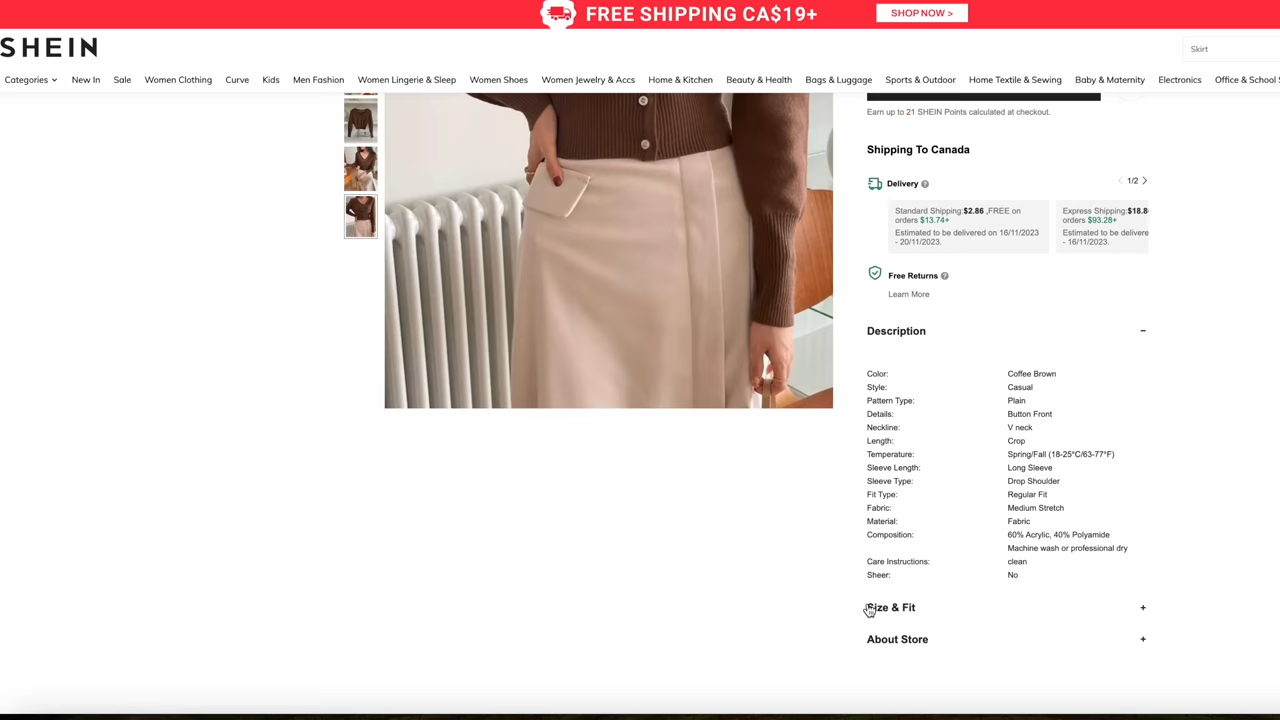 FREE SHIPPING CA$19+
SHOP NOW >
SHEIN
Skirt
Categories New In Sale Women Clothing Curve Kids Men Fashion Women Lingerie & Sleep Women Shoes Women Jewelry & Accs Home & Kitchen Beauty & Health Bags & Luggage Sports & Outdoor Home Textile & Sewing Baby & Maternity Electronics Office & School
Earn up to 21 SHEIN Points calculated at checkout.
Shipping To Canada
Delivery ?
< 1/2 >
Standard Shipping:$2.86 ,FREE on
orders $13.74+
Estimated to be delivered on 16/11/2023
- 20/11/2023.
Express Shipping:$18.8
orders $93.28+
Estimated to be delivere
- 16/11/2023.
Free Returns ?
Learn More
Description −
Color: Coffee Brown
Style: Casual
Pattern Type: Plain
Details: Button Front
Neckline: V neck
Length: Crop
Temperature: Spring/Fall (18-25°C/63-77°F)
Sleeve Length: Long Sleeve
Sleeve Type: Drop Shoulder
Fit Type: Regular Fit
Fabric: Medium Stretch
Material: Fabric
Composition: 60% Acrylic, 40% Polyamide
Machine wash or professional dry
Care Instructions: clean
Sheer: No
Size & Fit +
About Store +